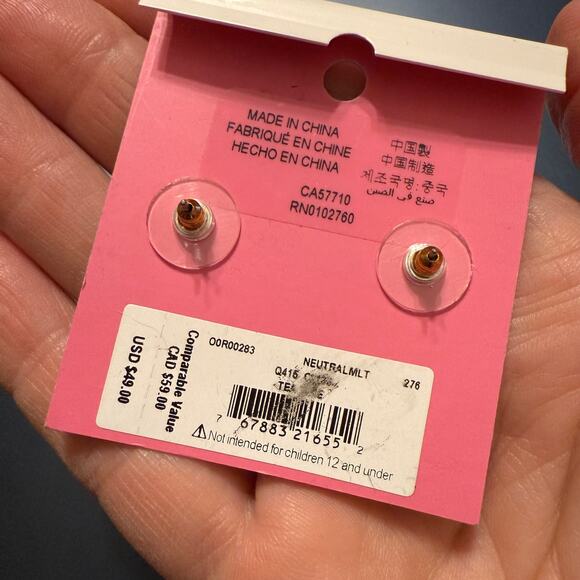 MADE IN CHINA
FABRIQUÉ EN CHINE
HECHO EN CHINA
CA57710
RN0102760
中国製
中国制造
제조국명:중국
صنع في الصين
O0R00283
NEUTRALMLT
276
Q415
7 67883 21655 2
Not intended for children 12 and under
Comparable Value
CAD $59.00
USD $49.00